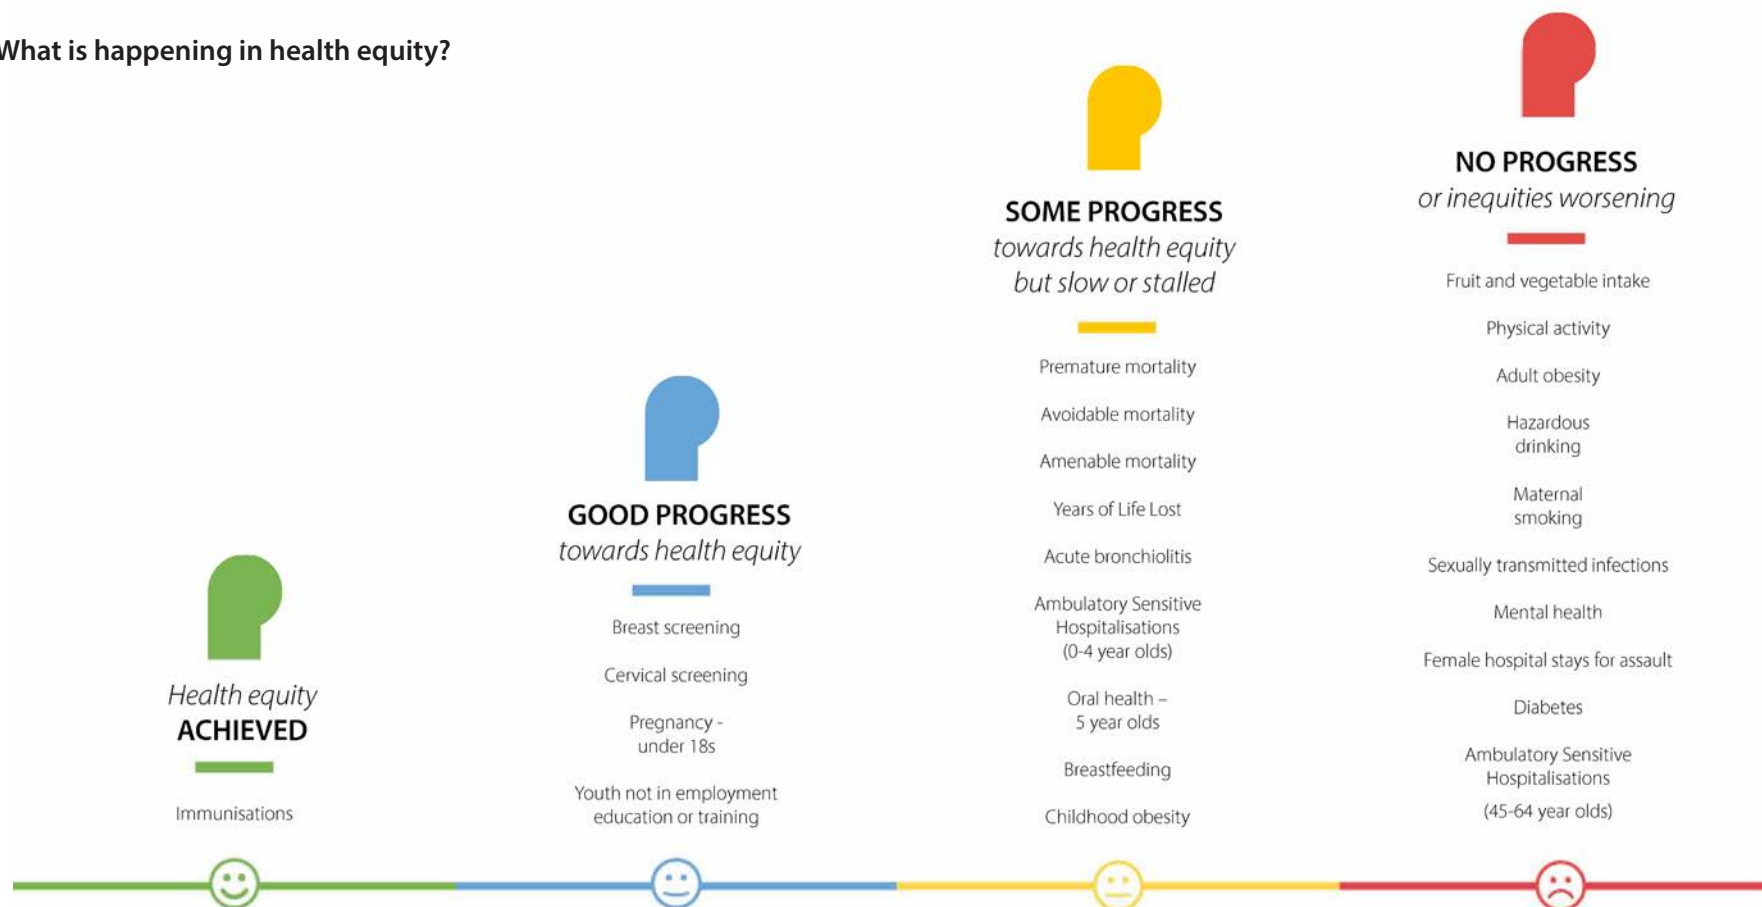 What is happening in health equity?
Health equity
ACHIEVED
Immunisations
GOOD PROGRESS
towards health equity
Breast screening
Cervical screening
Pregnancy -
under 18s
Youth not in employment
education or training
SOME PROGRESS
towards health equity
but slow or stalled
Premature mortality
Avoidable mortality
Amenable mortality
Years of Life Lost
Acute bronchiolitis
Ambulatory Sensitive
Hospitalisations
(0-4 year olds)
Oral health –
5 year olds
Breastfeeding
Childhood obesity
NO PROGRESS
or inequities worsening
Fruit and vegetable intake
Physical activity
Adult obesity
Hazardous
drinking
Maternal
smoking
Sexually transmitted infections
Mental health
Female hospital stays for assault
Diabetes
Ambulatory Sensitive
Hospitalisations
(45-64 year olds)